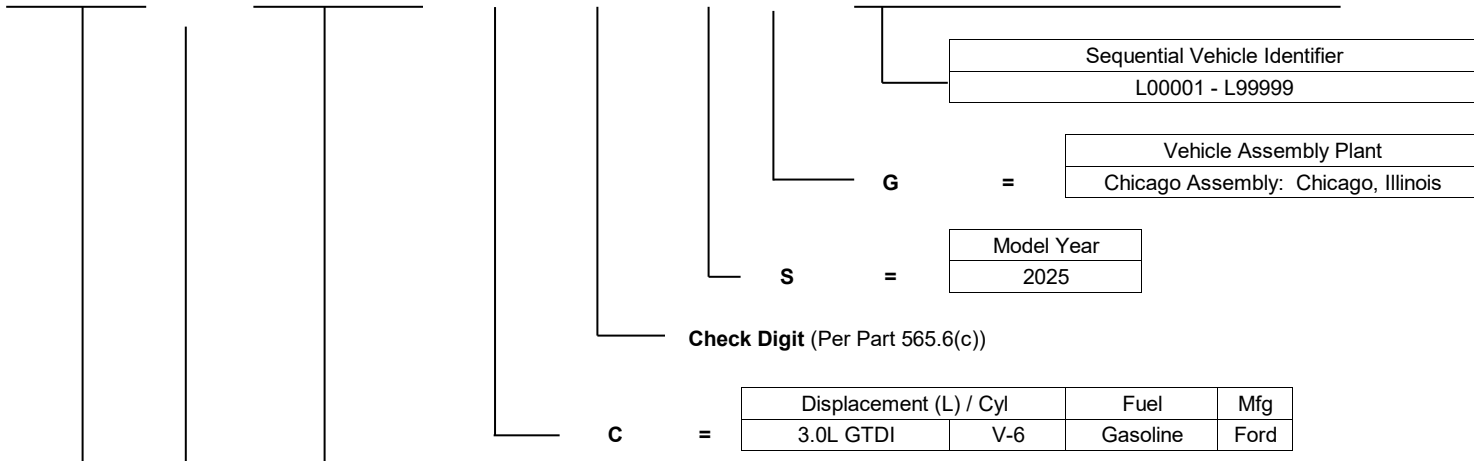 Sequential Vehicle Identifier
L00001 - L99999
Vehicle Assembly Plant
G = Chicago Assembly: Chicago, Illinois
Model Year
S = 2025
Check Digit (Per Part 565.6(c))
Displacement (L) / Cyl Fuel Mfg
C = 3.0L GTDI V-6 Gasoline Ford